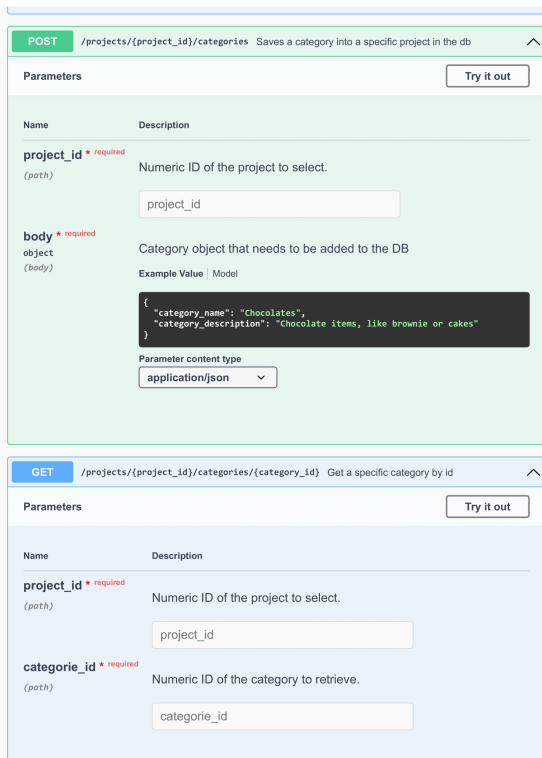 POST /projects/{project_id}/categories Saves a category into a specific project in the db
Parameters Try it out
Name Description
project_id * required
(path)
Numeric ID of the project to select.
project_id
body * required
object
(body)
Category object that needs to be added to the DB
Example Value Model
{
"category_name": "Chocolates",
"category_description": "Chocolate items, like brownie or cakes"
}
Parameter content type
application/json
GET /projects/{project_id}/categories/{category_id} Get a specific category by id
Parameters Try it out
Name Description
project_id * required
(path)
Numeric ID of the project to select.
project_id
categorie_id * required
(path)
Numeric ID of the category to retrieve.
categorie_id